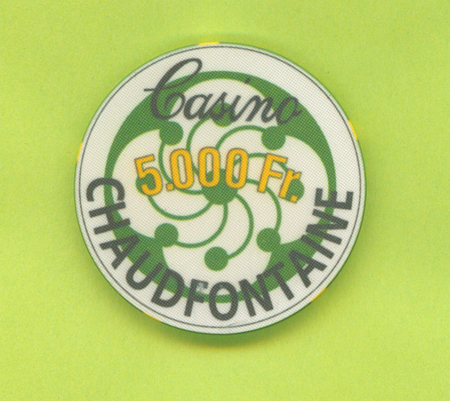 Casino
5.000 Fr.
CHAUDFONTAINE